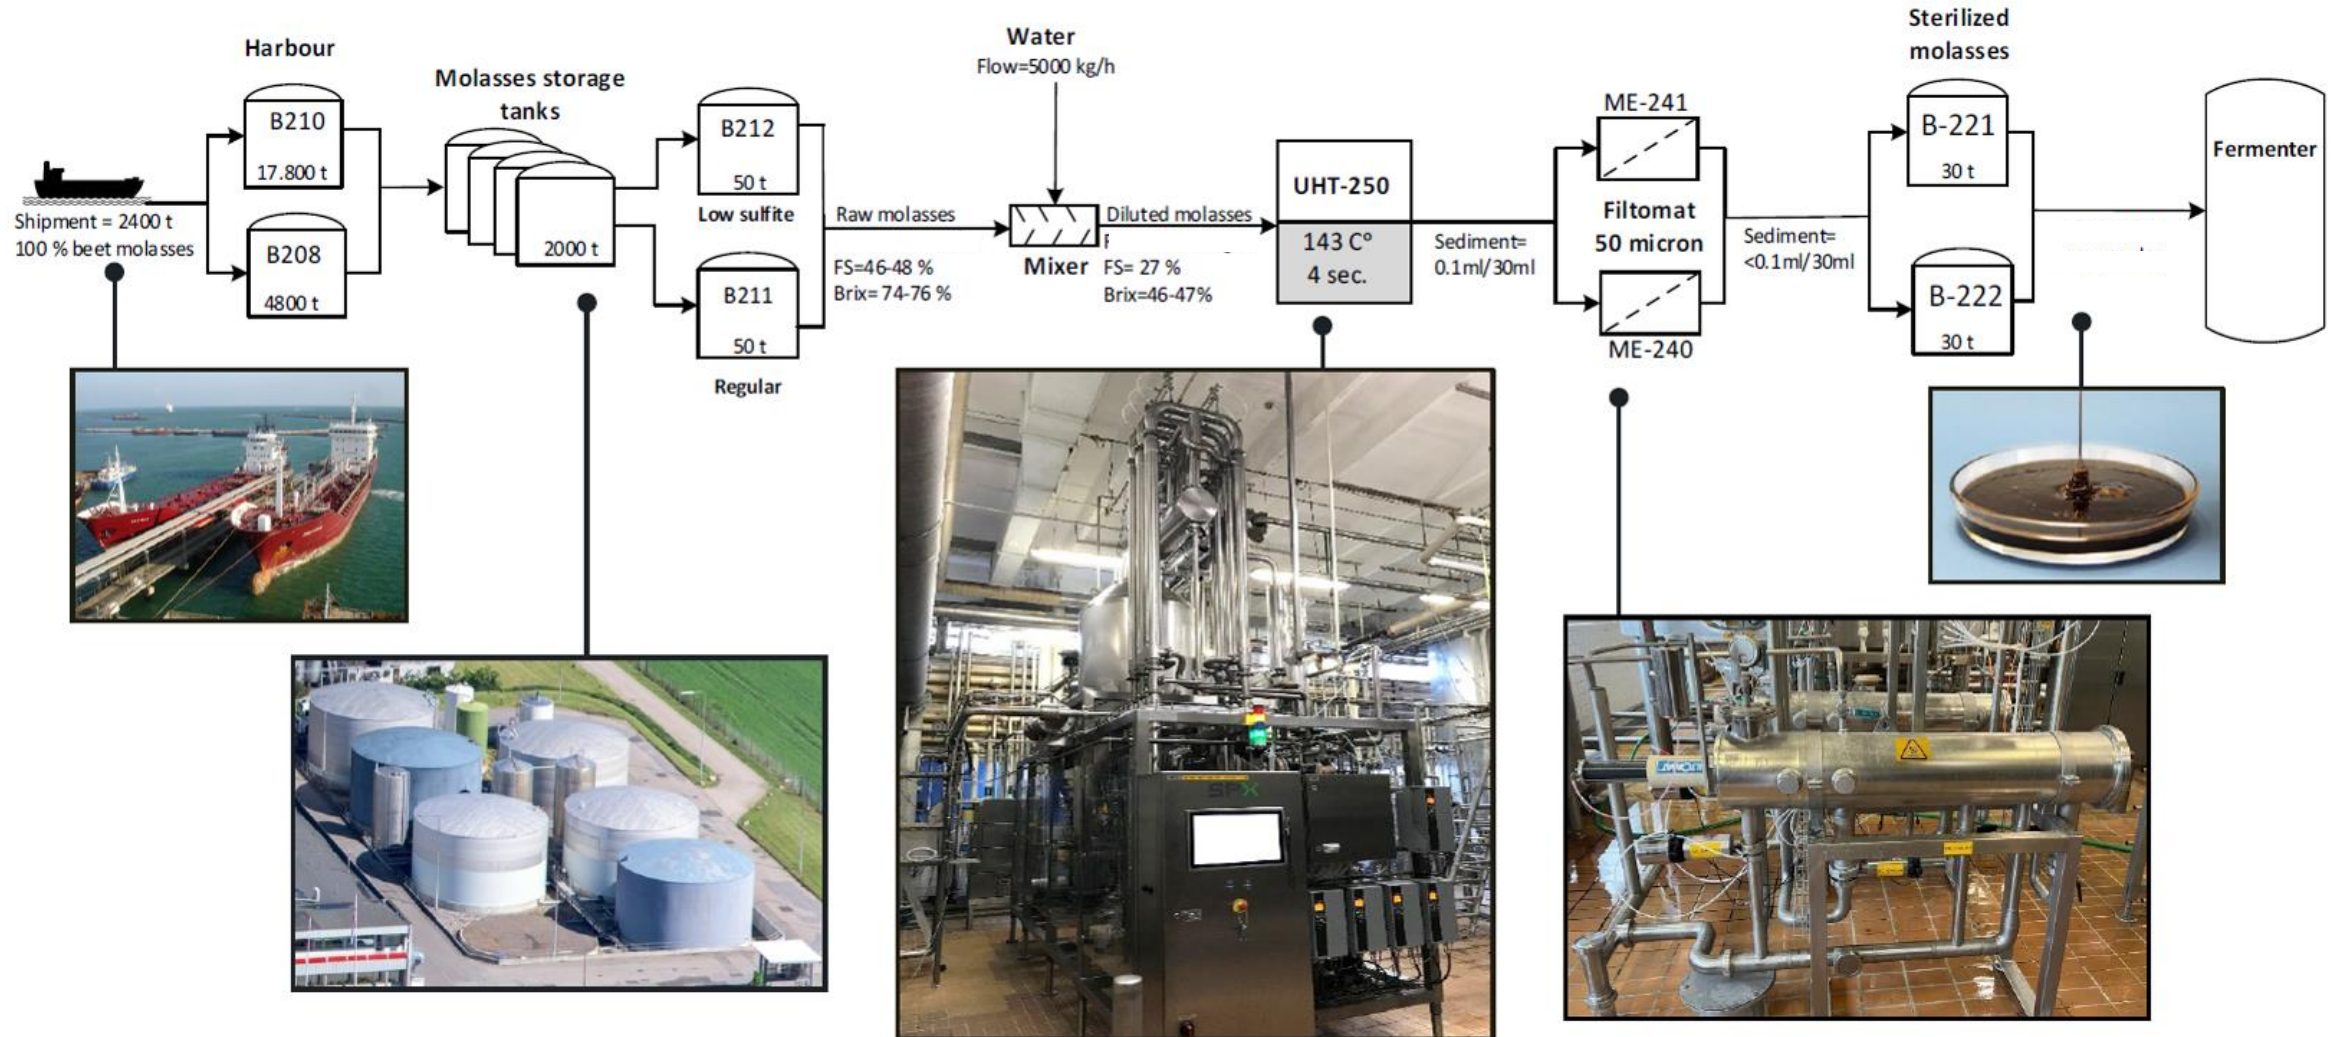 Harbour
B210
17.800 t
B208
4800 t
Shipment = 2400 t
100 % beet molasses
Molasses storage
tanks
2000 t
B212
50 t
Low sulfite
B211
50 t
Regular
Raw molasses
FS=46-48 %
Brix= 74-76 %
Water
Flow=5000 kg/h
Mixer
Diluted molasses
FS= 27 %
Brix=46-47%
UHT-250
143 C°
4 sec.
Sediment=
0.1ml/30ml
ME-241
Filtomat
50 micron
ME-240
Sediment=
<0.1ml/30ml
Sterilized
molasses
B-221
30 t
B-222
30 t
Fermenter
SPX